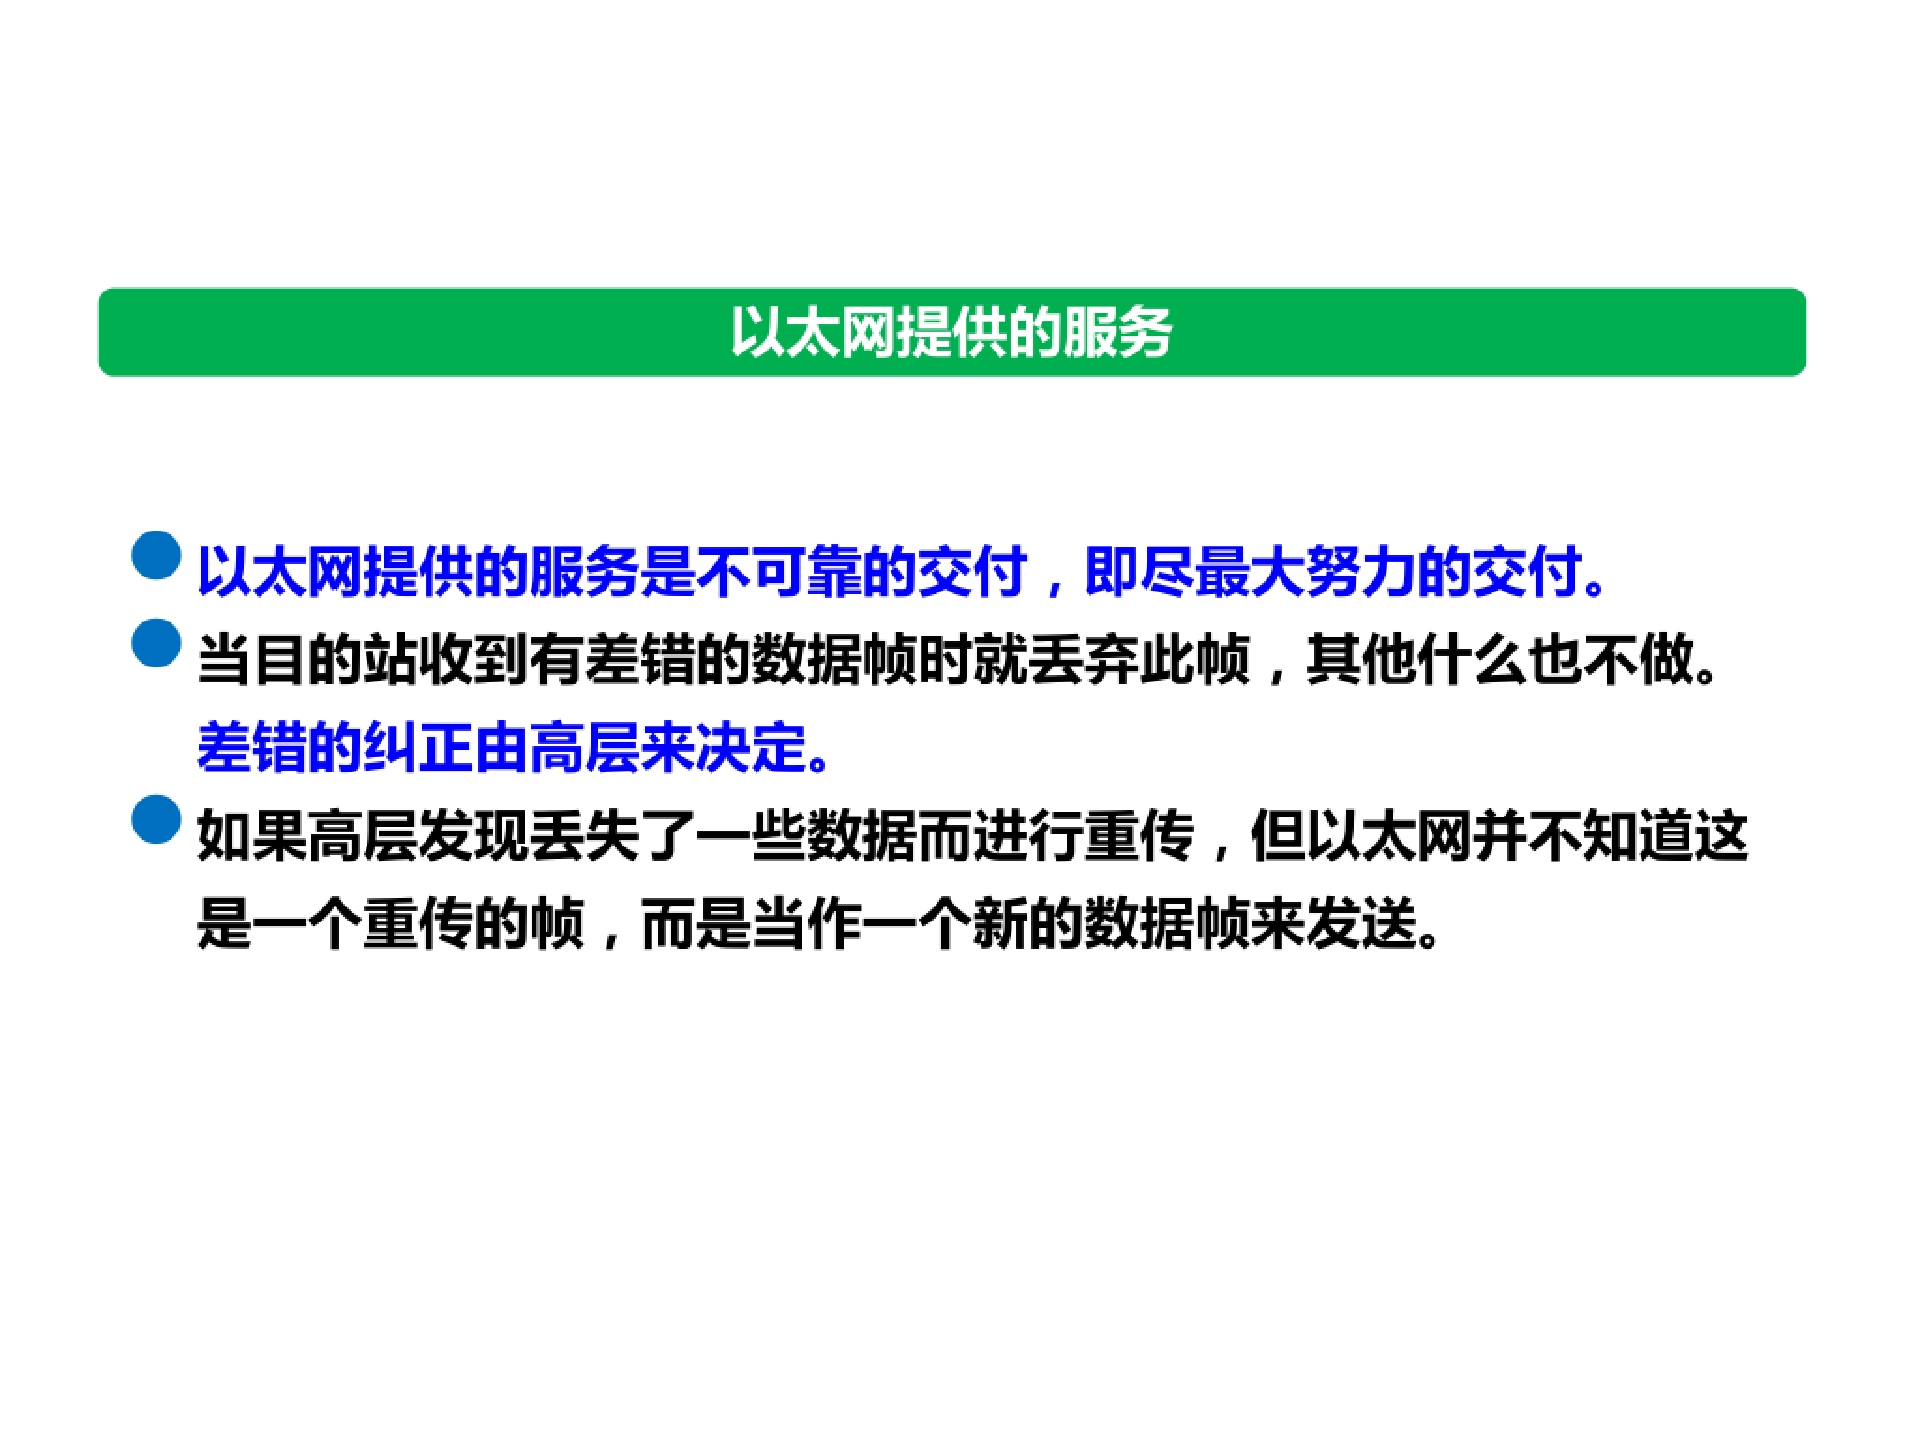 以太网提供的服务
以太网提供的服务是不可靠的交付，即尽最大努力的交付。
当目的站收到有差错的数据帧时就丢弃此帧，其他什么也不做。
差错的纠正由高层来决定。
如果高层发现丢失了一些数据而进行重传，但以太网并不知道这
是一个重传的帧，而是当作一个新的数据帧来发送。